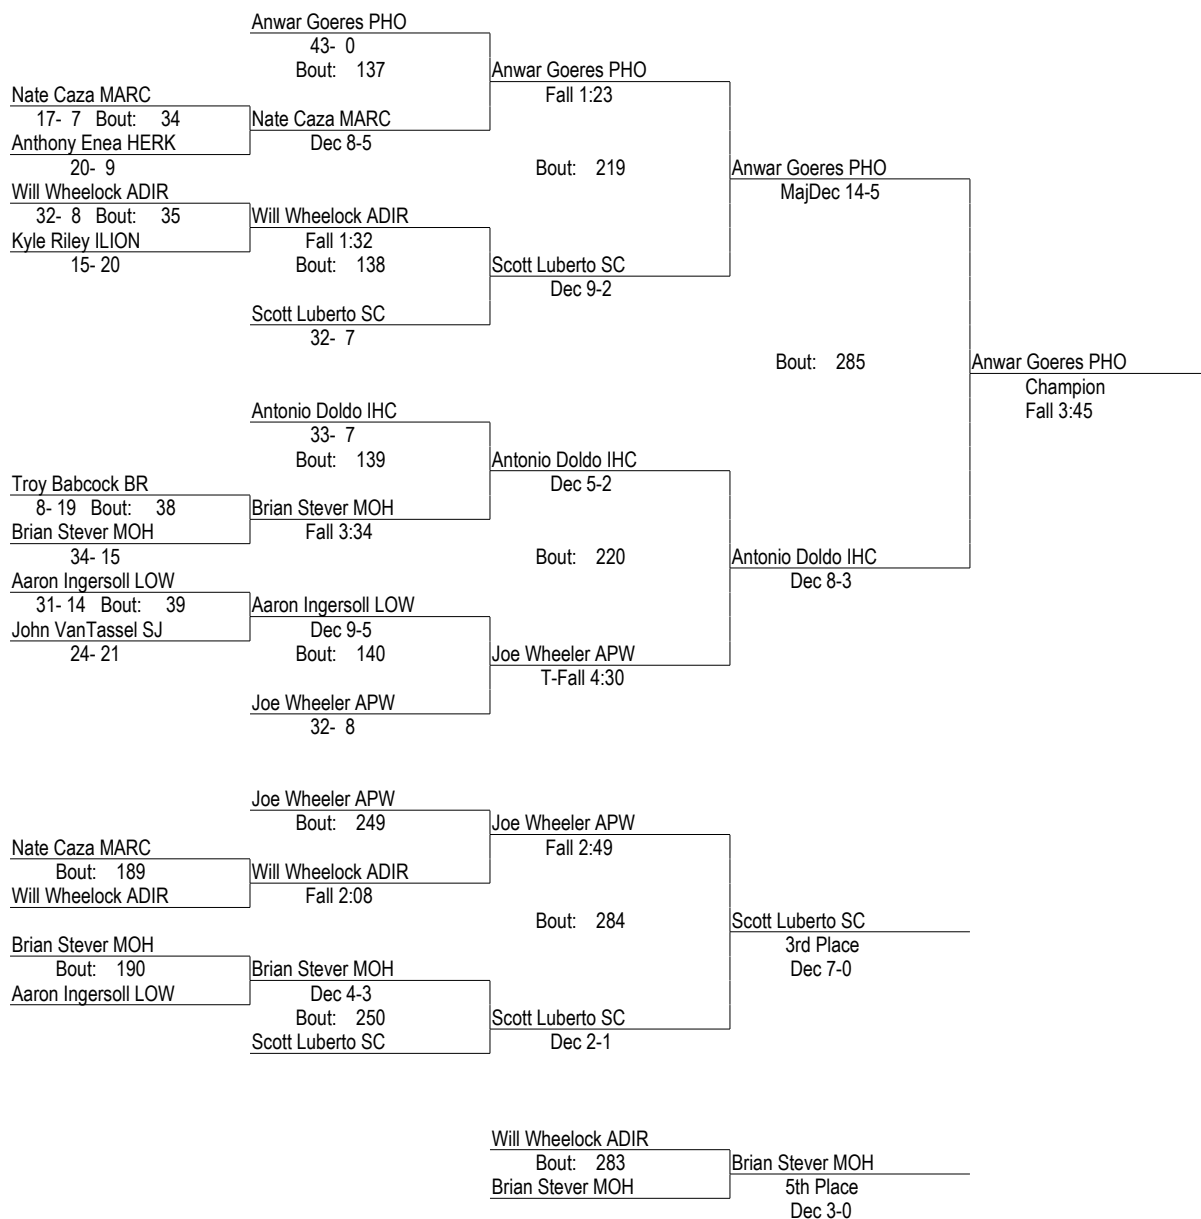 Anwar Goeres PHO
43- 0
Bout: 137
Anwar Goeres PHO
Fall 1:23
Nate Caza MARC
17- 7 Bout: 34
Nate Caza MARC
Dec 8-5
Anthony Enea HERK
20- 9
Bout: 219
Anwar Goeres PHO
MajDec 14-5
Will Wheelock ADIR
32- 8 Bout: 35
Will Wheelock ADIR
Fall 1:32
Kyle Riley ILION
15- 20
Bout: 138
Scott Luberto SC
Dec 9-2
Scott Luberto SC
32- 7
Bout: 285
Anwar Goeres PHO
Champion
Fall 3:45
Antonio Doldo IHC
33- 7
Bout: 139
Antonio Doldo IHC
Dec 5-2
Troy Babcock BR
8- 19 Bout: 38
Brian Stever MOH
Fall 3:34
Brian Stever MOH
34- 15
Bout: 220
Antonio Doldo IHC
Dec 8-3
Aaron Ingersoll LOW
31- 14 Bout: 39
Aaron Ingersoll LOW
Dec 9-5
John VanTassel SJ
24- 21
Bout: 140
Joe Wheeler APW
T-Fall 4:30
Joe Wheeler APW
32- 8
Joe Wheeler APW
Bout: 249
Joe Wheeler APW
Fall 2:49
Nate Caza MARC
Bout: 189
Will Wheelock ADIR
Fall 2:08
Will Wheelock ADIR
Bout: 284
Scott Luberto SC
3rd Place
Dec 7-0
Brian Stever MOH
Bout: 190
Brian Stever MOH
Dec 4-3
Aaron Ingersoll LOW
Bout: 250
Scott Luberto SC
Dec 2-1
Scott Luberto SC
Will Wheelock ADIR
Bout: 283
Brian Stever MOH
5th Place
Dec 3-0
Brian Stever MOH